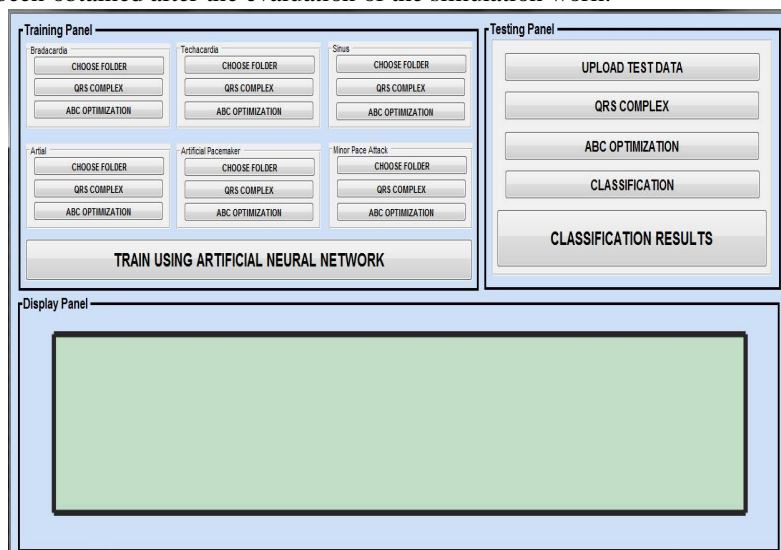 been obtained after the evaluation of the simulation work.
Training Panel
Bradacardia
CHOOSE FOLDER
QRS COMPLEX
ABC OPTIMIZATION
Techacardia
CHOOSE FOLDER
QRS COMPLEX
ABC OPTIMIZATION
Sinus
CHOOSE FOLDER
QRS COMPLEX
ABC OPTIMIZATION
Artial
CHOOSE FOLDER
QRS COMPLEX
ABC OPTIMIZATION
Artificial Pacemaker
CHOOSE FOLDER
QRS COMPLEX
ABC OPTIMIZATION
Minor Pace Attack
CHOOSE FOLDER
QRS COMPLEX
ABC OPTIMIZATION
TRAIN USING ARTIFICIAL NEURAL NETWORK
Testing Panel
UPLOAD TEST DATA
QRS COMPLEX
ABC OPTIMIZATION
CLASSIFICATION
CLASSIFICATION RESULTS
Display Panel